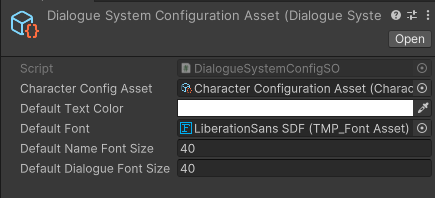 Dialogue System Configuration Asset (Dialogue Syste
Open
Script DialogueSystemConfigSO
Character Config Asset Character Configuration Asset (Charac
Default Text Color
Default Font LiberationSans SDF (TMP_Font Asset)
Default Name Font Size 40
Default Dialogue Font Size 40